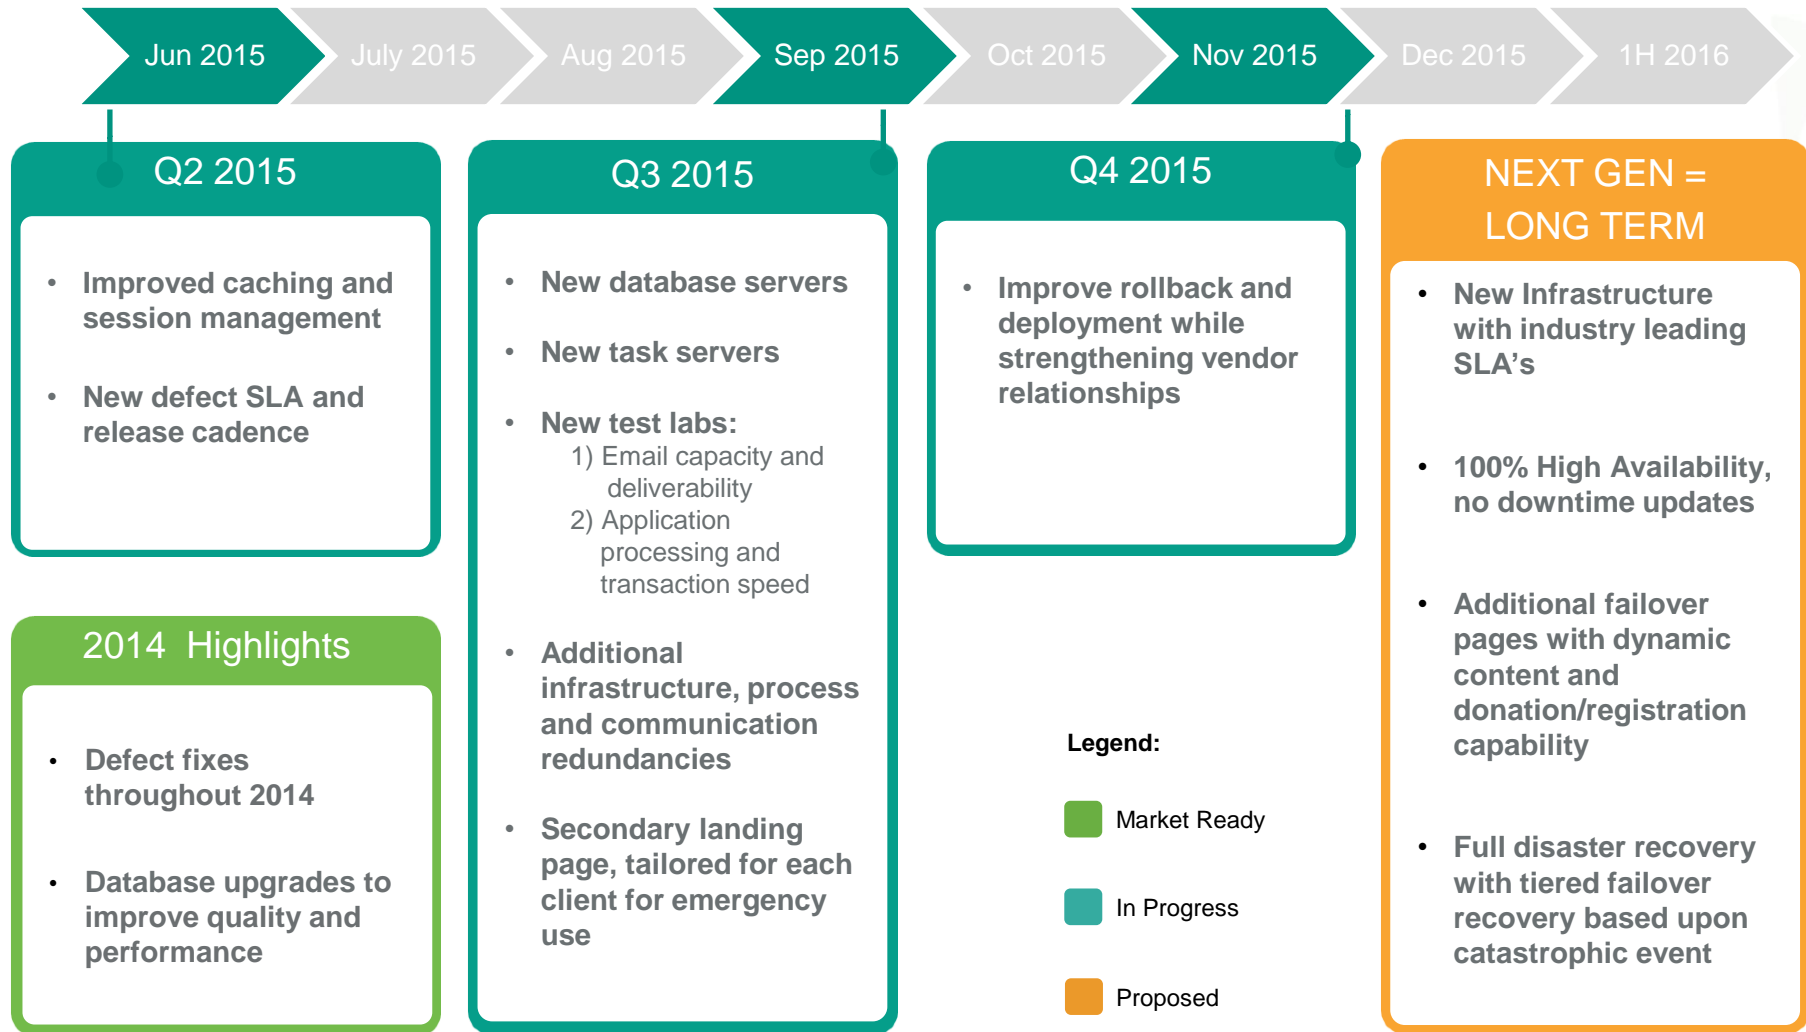 Jun 2015
July 2015
Aug 2015
Sep 2015
Oct 2015
Nov 2015
Dec 2015
1H 2016
Q2 2015
• Improved caching and
session management
• New defect SLA and
release cadence
2014 Highlights
• Defect fixes
throughout 2014
• Database upgrades to
improve quality and
performance
Q3 2015
• New database servers
• New task servers
• New test labs:
1) Email capacity and
deliverability
2) Application
processing and
transaction speed
• Additional
infrastructure, process
and communication
redundancies
• Secondary landing
page, tailored for each
client for emergency
use
Q4 2015
• Improve rollback and
deployment while
strengthening vendor
relationships
Legend:
Market Ready
In Progress
Proposed
NEXT GEN =
LONG TERM
• New Infrastructure
with industry leading
SLA’s
• 100% High Availability,
no downtime updates
• Additional failover
pages with dynamic
content and
donation/registration
capability
• Full disaster recovery
with tiered failover
recovery based upon
catastrophic event